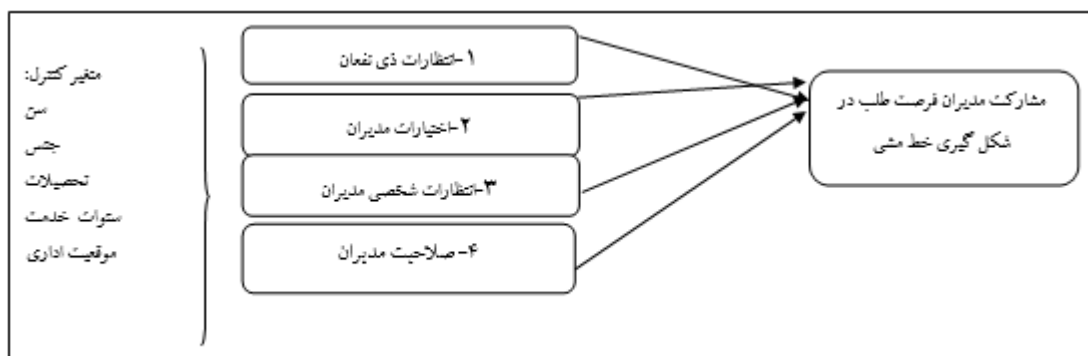 متغیر کنترل:
سن
جنس
تحصیلات
سنوات خدمت
موقعیت اداری
۱-انتظارات ذی نفعان
۲-اختیارات مدیران
۳-انتظارات شخصی مدیران
۴- صلاحیت مدیران
مشارکت مدیران فرصت طلب در
شکل گیری خط مشی